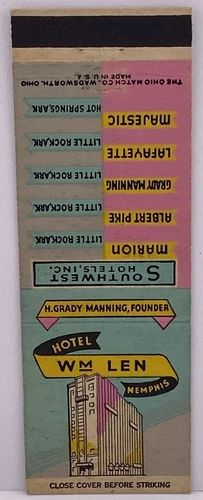 THE OHIO MATCH CO., WADSWORTH, OHIO
MADE IN U.S.A.
MAJESTIC HOT SPRINGS, ARK
LAFAYETTE LITTLE ROCK, ARK
GRADY MANNING LITTLE ROCK, ARK
ALBERT PIKE LITTLE ROCK, ARK
MARION LITTLE ROCK, ARK
SOUTHWEST
HOTELS, INC.
H. GRADY MANNING, FOUNDER
HOTEL
WM LEN
MEMPHIS
CLOSE COVER BEFORE STRIKING